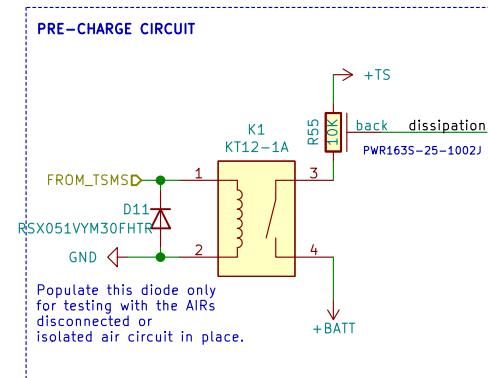 PRE-CHARGE CIRCUIT
+TS
K1
KT12-1A
R55
10K
back
dissipation
PWR163S-25-1002J
FROM_TSMS
1
3
D11
RSX051VYM30FHTR
GND
2
4
Populate this diode only
for testing with the AIRs
disconnected or
isolated air circuit in place.
+BATT